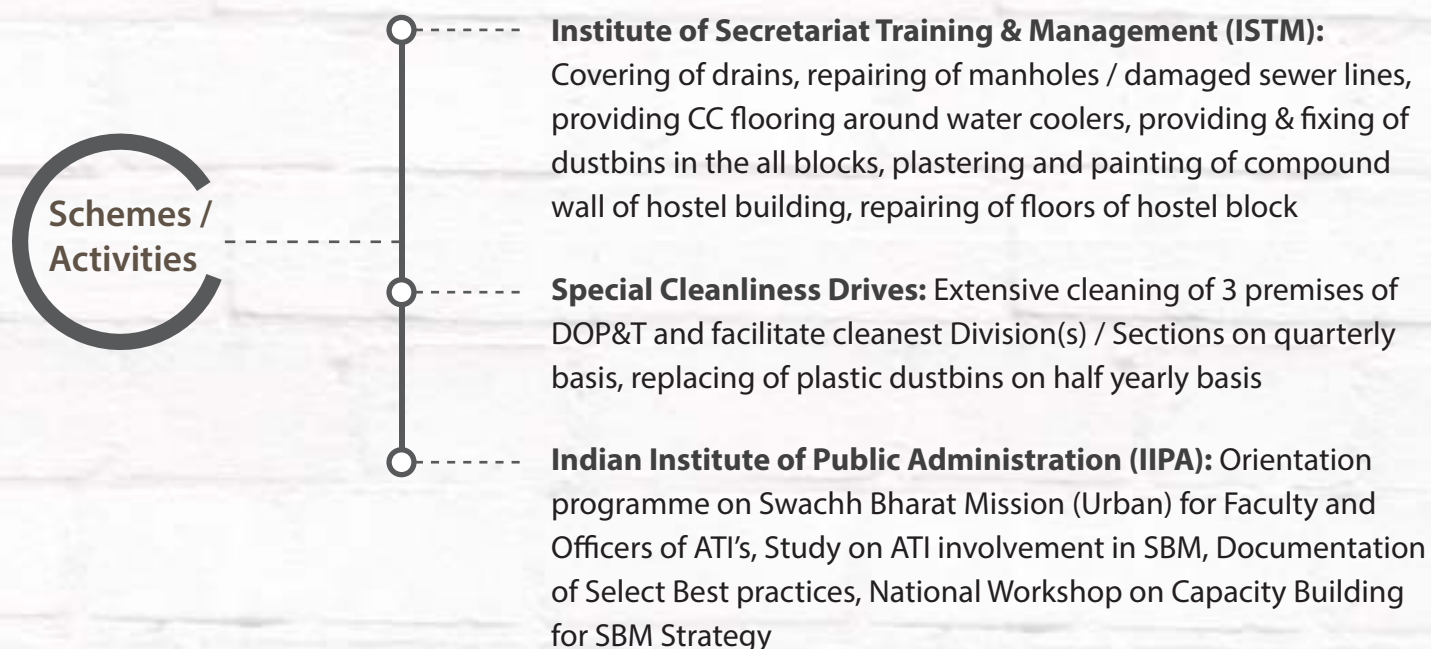 Schemes /
Activities
Institute of Secretariat Training & Management (ISTM):
Covering of drains, repairing of manholes / damaged sewer lines,
providing CC flooring around water coolers, providing & fixing of
dustbins in the all blocks, plastering and painting of compound
wall of hostel building, repairing of floors of hostel block
Special Cleanliness Drives: Extensive cleaning of 3 premises of
DOP&T and facilitate cleanest Division(s) / Sections on quarterly
basis, replacing of plastic dustbins on half yearly basis
Indian Institute of Public Administration (IIPA): Orientation
programme on Swachh Bharat Mission (Urban) for Faculty and
Officers of ATI's, Study on ATI involvement in SBM, Documentation
of Select Best practices, National Workshop on Capacity Building
for SBM Strategy